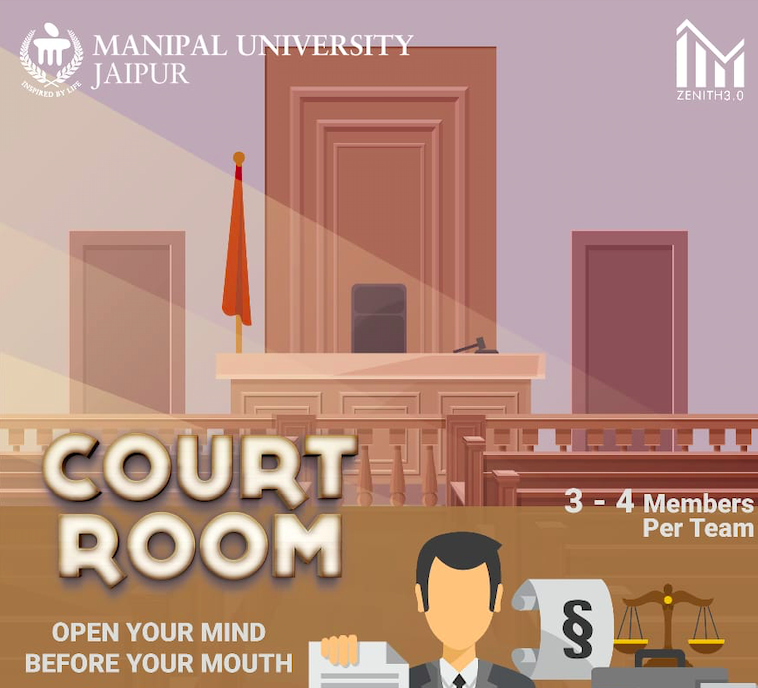 MANIPAL UNIVERSITY
JAIPUR
INSPIRED BY LIFE
ZENITH3.0
COURT
ROOM
3 - 4 Members
Per Team
OPEN YOUR MIND
BEFORE YOUR MOUTH
§